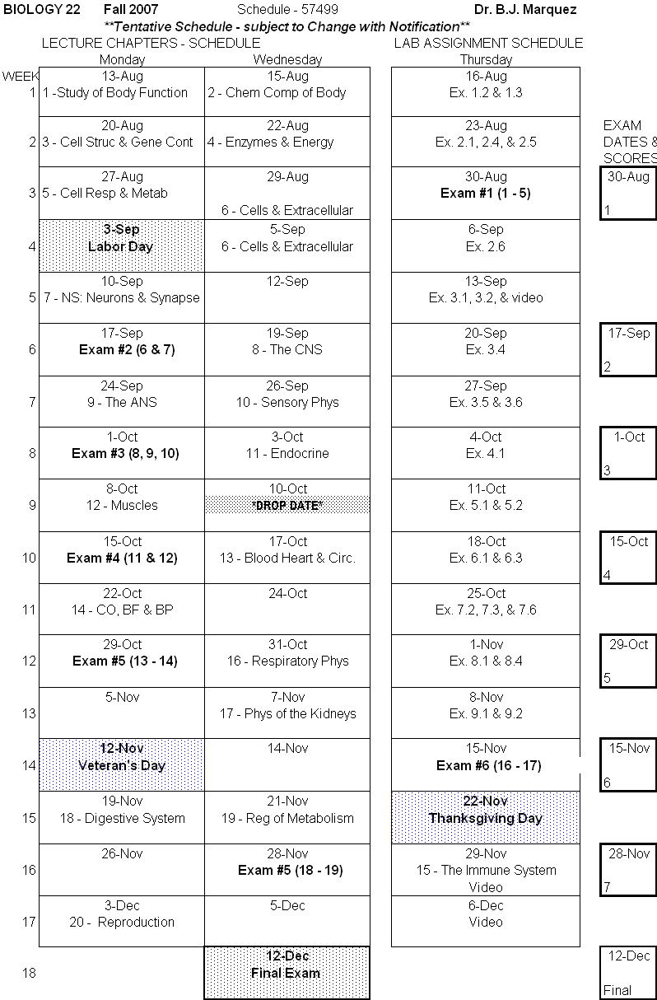 BIOLOGY 22 Fall 2007 Schedule - 57499 Dr. B.J. Marquez
**Tentative Schedule - subject to Change with Notification**
LECTURE CHAPTERS - SCHEDULE LAB ASSIGNMENT SCHEDULE
Monday Wednesday Thursday
WEEK 13-Aug 15-Aug 16-Aug
1 1 -Study of Body Function 2 - Chem Comp of Body Ex. 1.2 & 1.3
20-Aug 22-Aug 23-Aug EXAM
2 3 - Cell Struc & Gene Cont 4 - Enzymes & Energy Ex. 2.1, 2.4, & 2.5 DATES &
SCORES
27-Aug 29-Aug 30-Aug 30-Aug
3 5 - Cell Resp & Metab Exam #1 (1 - 5)
6 - Cells & Extracellular 1
3-Sep 5-Sep 6-Sep
4 Labor Day 6 - Cells & Extracellular Ex. 2.6
10-Sep 12-Sep 13-Sep
5 7 - NS: Neurons & Synapse Ex. 3.1, 3.2, & video
17-Sep 19-Sep 20-Sep 17-Sep
6 Exam #2 (6 & 7) 8 - The CNS Ex. 3.4
2
24-Sep 26-Sep 27-Sep
7 9 - The ANS 10 - Sensory Phys Ex. 3.5 & 3.6
1-Oct 3-Oct 4-Oct 1-Oct
8 Exam #3 (8, 9, 10) 11 - Endocrine Ex. 4.1
3
8-Oct 10-Oct 11-Oct
9 12 - Muscles *DROP DATE* Ex. 5.1 & 5.2
15-Oct 17-Oct 18-Oct 15-Oct
10 Exam #4 (11 & 12) 13 - Blood Heart & Circ. Ex. 6.1 & 6.3
4
22-Oct 24-Oct 25-Oct
11 14 - CO, BF & BP Ex. 7.2, 7.3, & 7.6
29-Oct 31-Oct 1-Nov 29-Oct
12 Exam #5 (13 - 14) 16 - Respiratory Phys Ex. 8.1 & 8.4
5
5-Nov 7-Nov 8-Nov
13 17 - Phys of the Kidneys Ex. 9.1 & 9.2
12-Nov 14-Nov 15-Nov 15-Nov
14 Veteran's Day Exam #6 (16 - 17)
6
19-Nov 21-Nov 22-Nov
15 18 - Digestive System 19 - Reg of Metabolism Thanksgiving Day
26-Nov 28-Nov 29-Nov 28-Nov
16 Exam #5 (18 - 19) 15 - The Immune System
Video 7
3-Dec 5-Dec 6-Dec
17 20 - Reproduction Video
12-Dec 12-Dec
18 Final Exam
Final